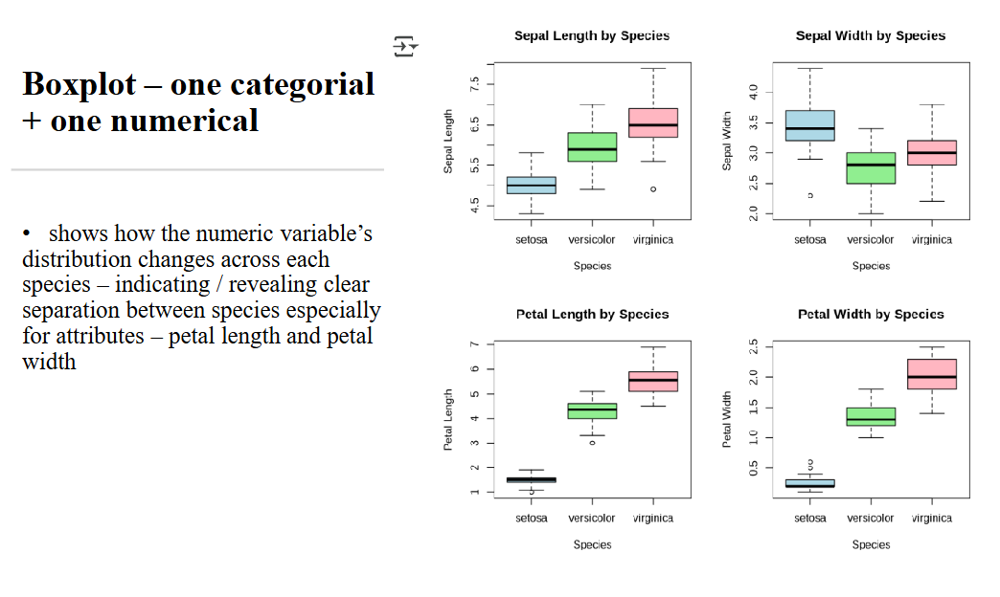 Boxplot – one categorial
+ one numerical
• shows how the numeric variable’s
distribution changes across each
species – indicating / revealing clear
separation between species especially
for attributes – petal length and petal
width
Sepal Length by Species
Sepal Length
4.5 5.5 6.5 7.5
setosa versicolor virginica
Species
Sepal Width by Species
Sepal Width
2.0 2.5 3.0 3.5 4.0
setosa versicolor virginica
Species
Petal Length by Species
Petal Length
1 2 3 4 5 6 7
setosa versicolor virginica
Species
Petal Width by Species
Petal Width
0.5 1.0 1.5 2.0 2.5
setosa versicolor virginica
Species